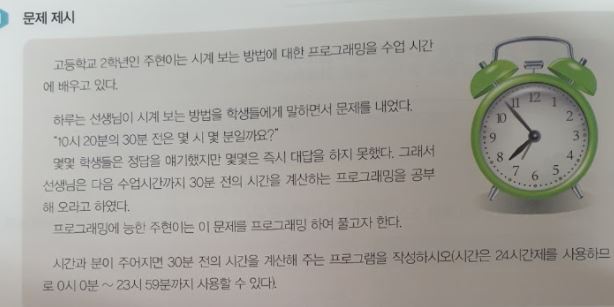 문제 제시
고등학교 2학년인 주현이는 시계 보는 방법에 대한 프로그래밍을 수업 시간
에 배우고 있다.
하루는 선생님이 시계 보는 방법을 학생들에게 말하면서 문제를 내었다.
“10시 20분의 30분 전은 몇 시 몇 분일까요?”
몇몇 학생들은 정답을 얘기했지만 몇몇은 즉시 대답을 하지 못했다. 그래서
선생님은 다음 수업시간까지 30분 전의 시간을 계산하는 프로그래밍을 공부
해 오라고 하였다.
프로그래밍에 능한 주현이는 이 문제를 프로그래밍 하여 풀고자 한다.
시간과 분이 주어지면 30분 전의 시간을 계산해 주는 프로그램을 작성하시오(시간은 24시간제를 사용하므
로 0시 0분 ~ 23시 59분까지 사용할 수 있다).
11 12 1
10 2
9 3
8 4
7 6 5